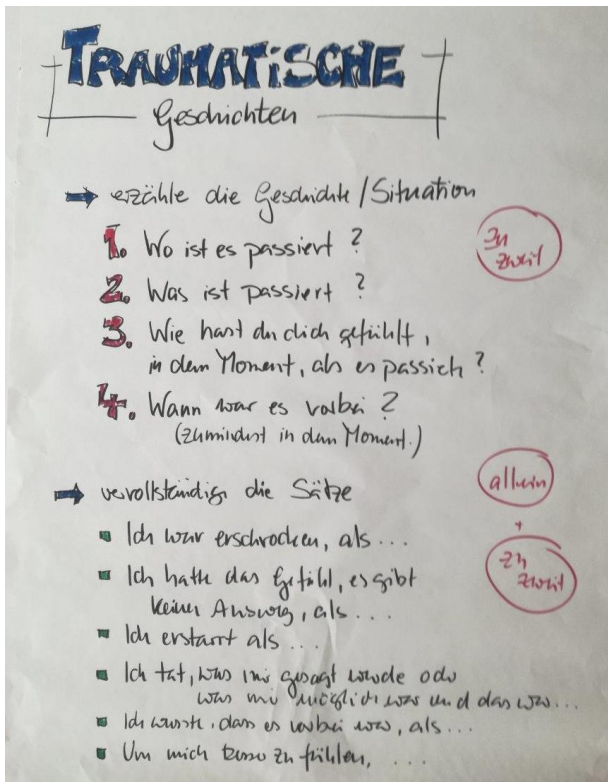 TRAUMATiSCHE
Geschichten
➡ erzähle die Geschichte / Situation
1. Wo ist es passiert?
zu
zweit
2. Was ist passiert?
3. Wie hast du dich gefühlt,
in dem Moment, als es passiert?
4. Wann war es vorbei?
(zumindest in dem Moment.)
allein
+
zu
zweit
➡ vervollständige die Sätze
▪ Ich war erschrocken, als ...
▪ Ich hatte das Gefühl, es gibt
keinen Ausweg, als ...
▪ Ich erstarrt als ...
▪ Ich tat, was mir gesagt wurde oder
was mir möglich war und das war...
▪ Ich wusste, dass es vorbei war, als ...
▪ Um mich besser zu fühlen, ...